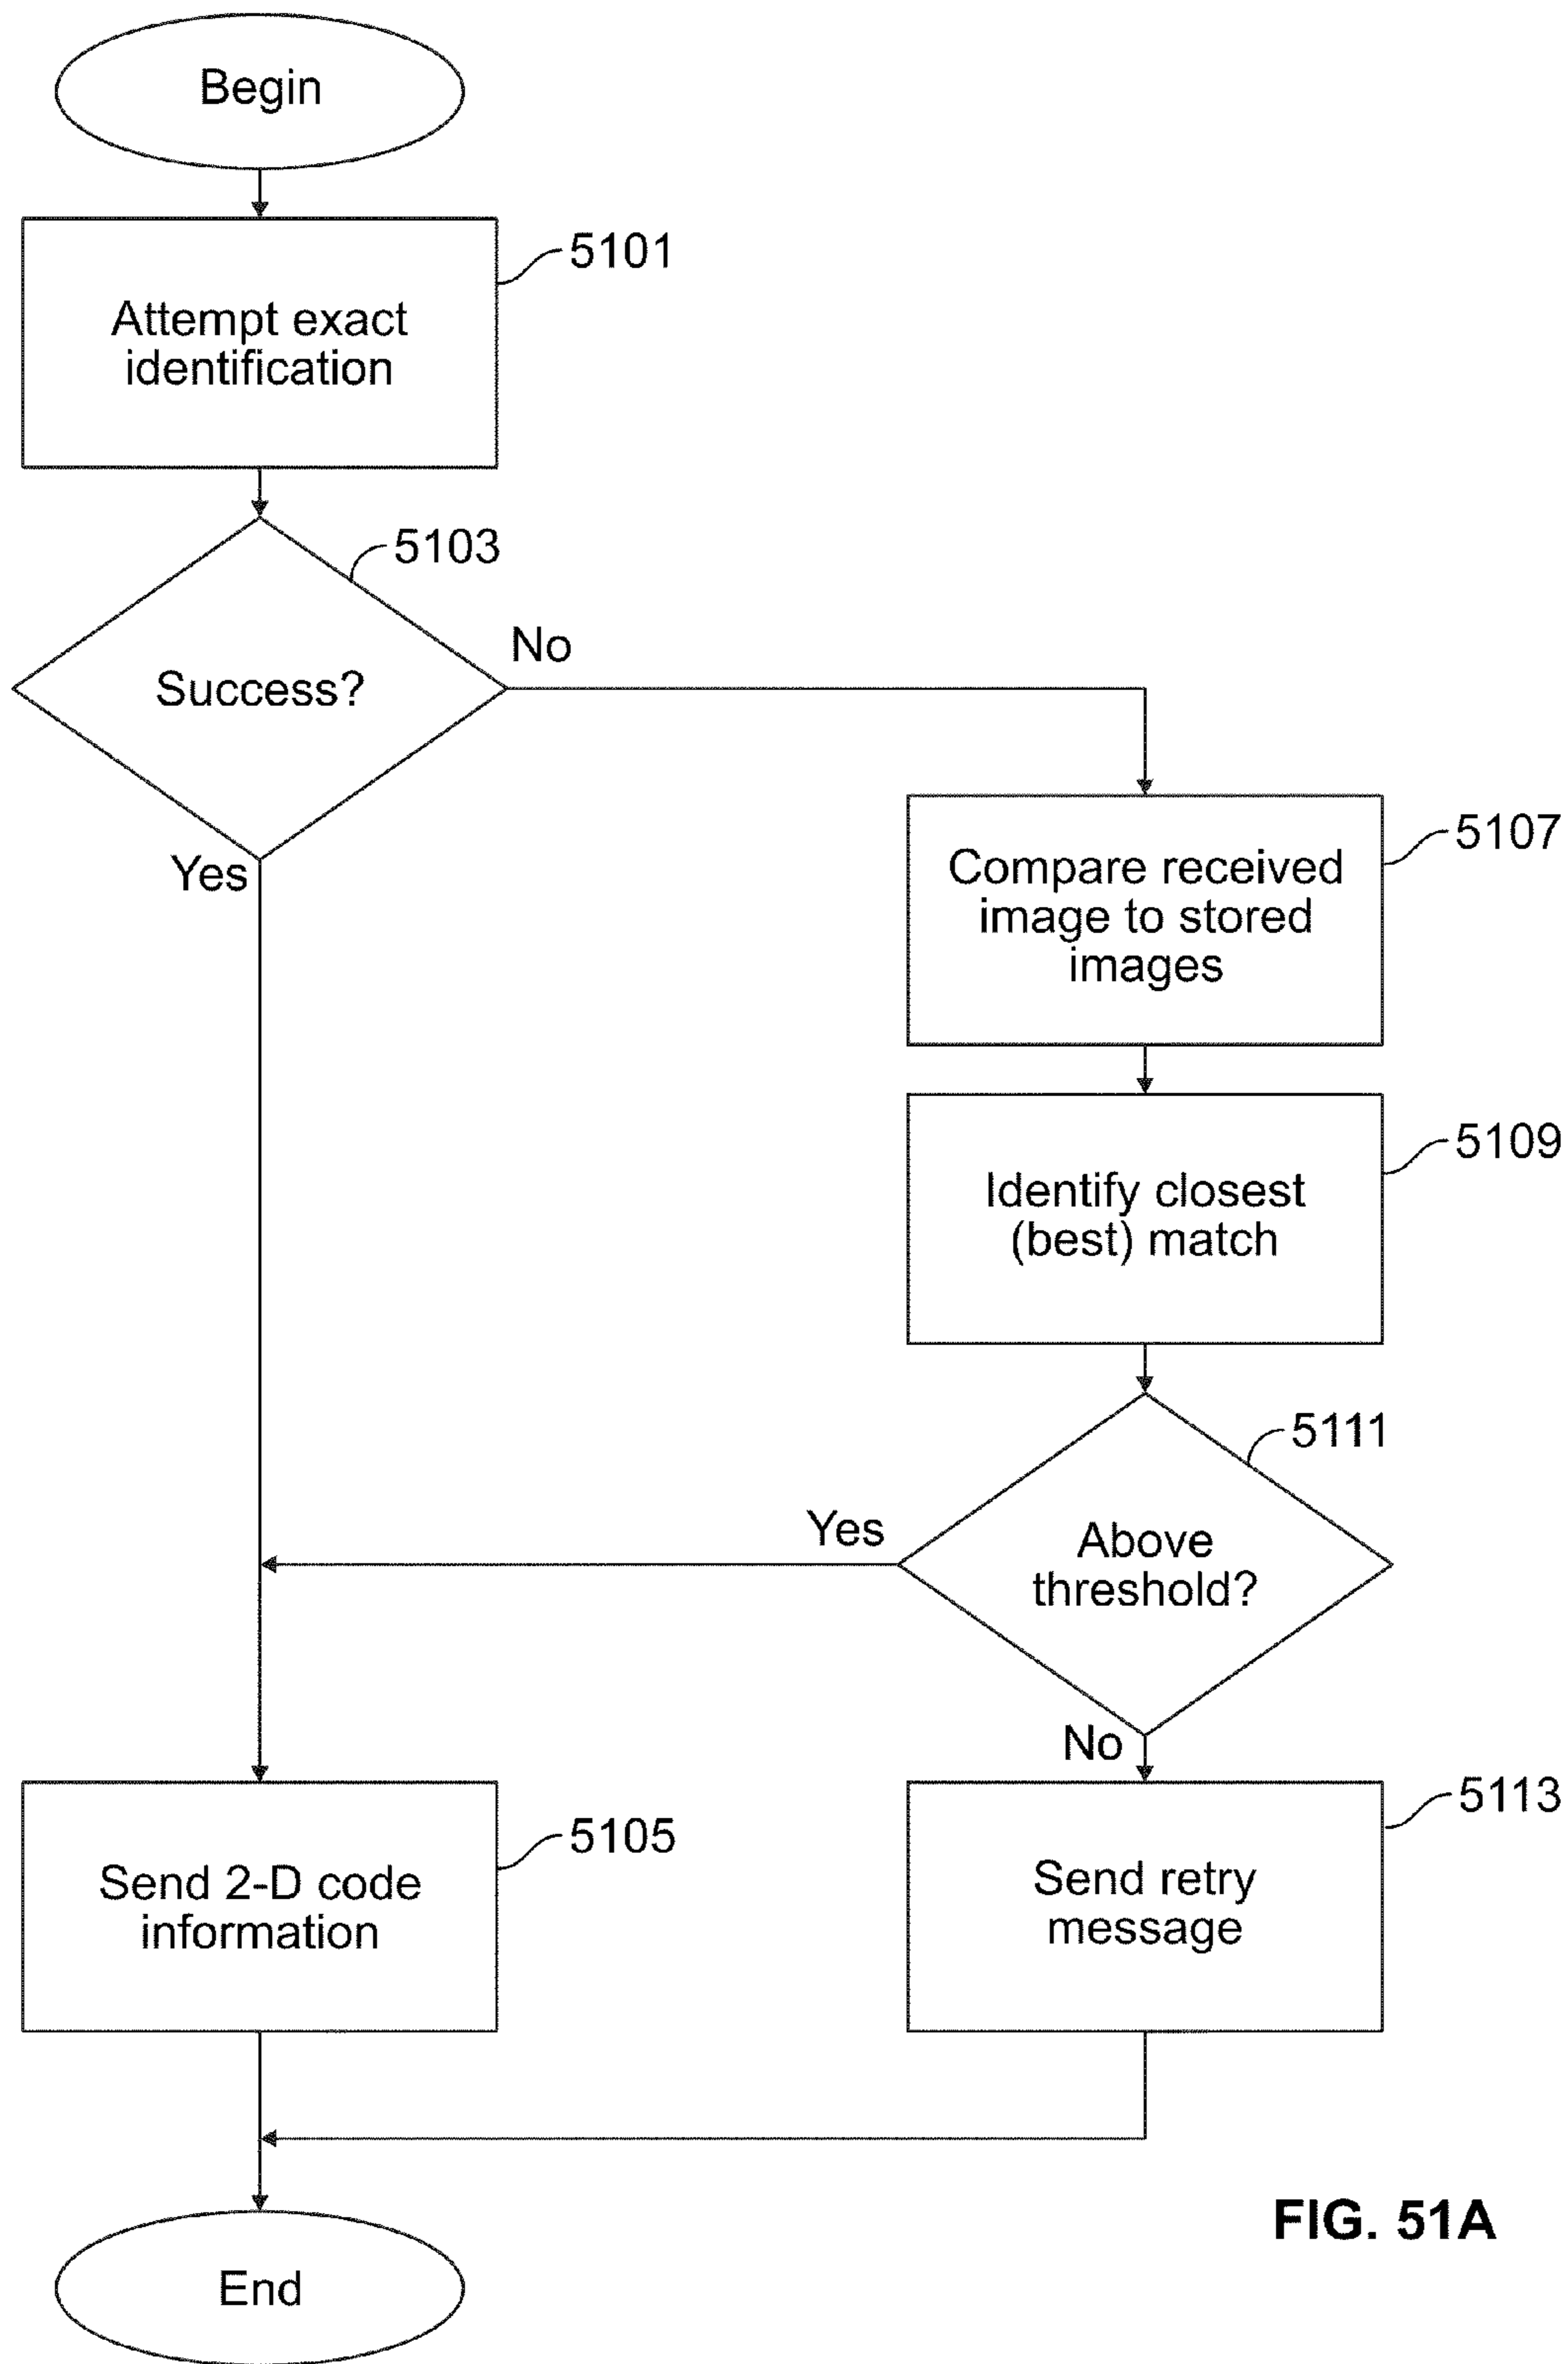 Begin
5101
Attempt exact
identification
5103
No
Success?
Yes
5107
Compare received
image to stored
images
5109
Identify closest
(best) match
5111
Yes
Above
threshold?
No
5113
5105
Send 2-D code
information
Send retry
message
FIG. 51A
End